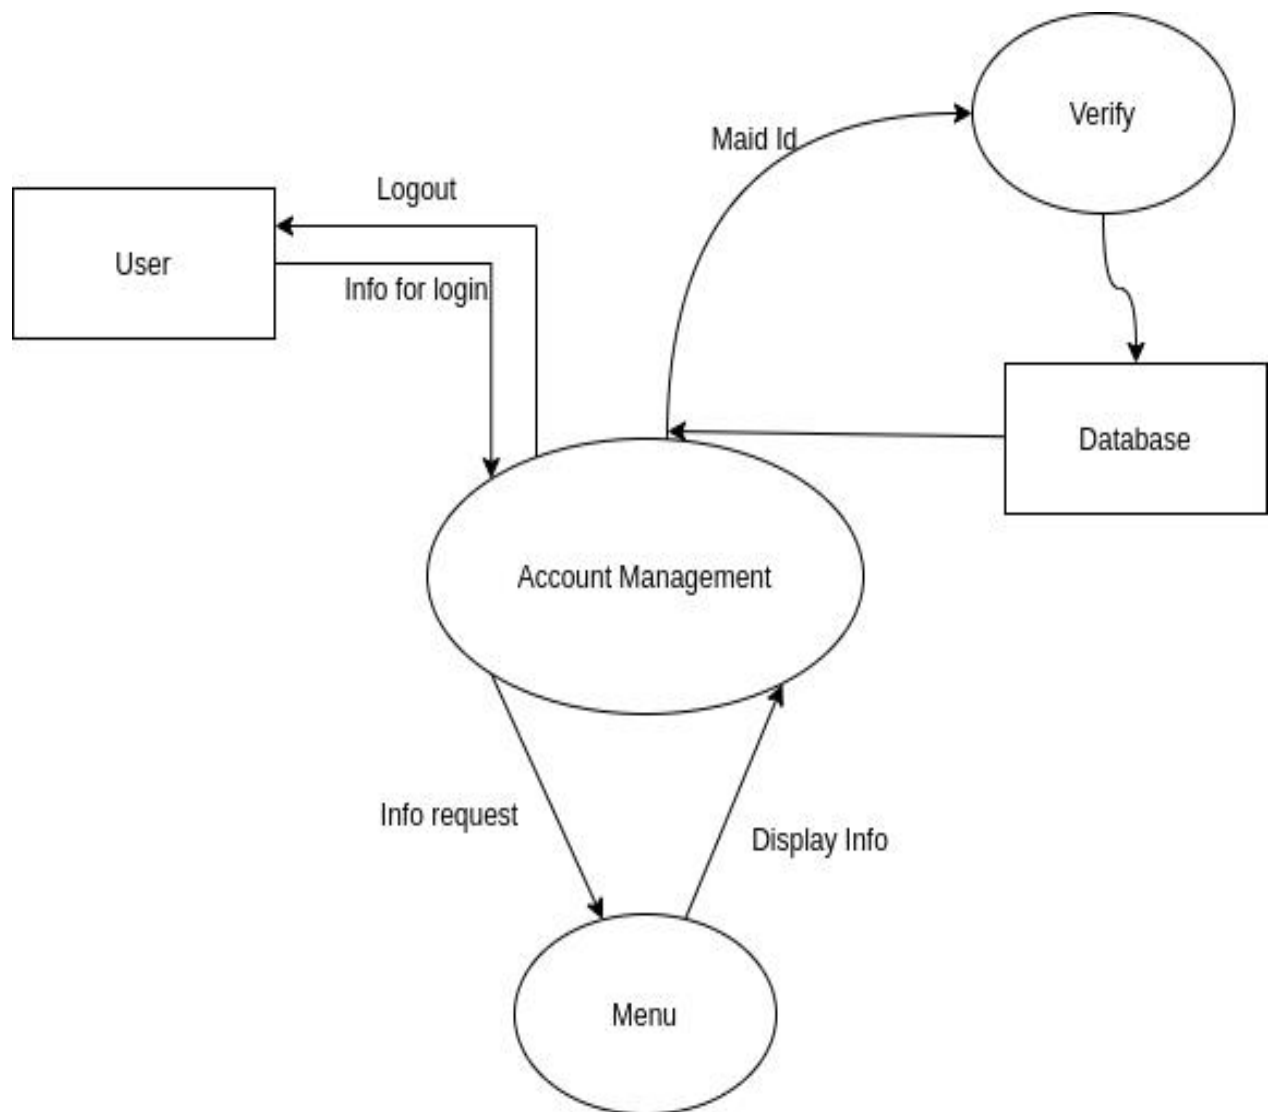 Verify
Maid Id
Logout
User
Info for login
Database
Account Management
Info request
Display Info
Menu